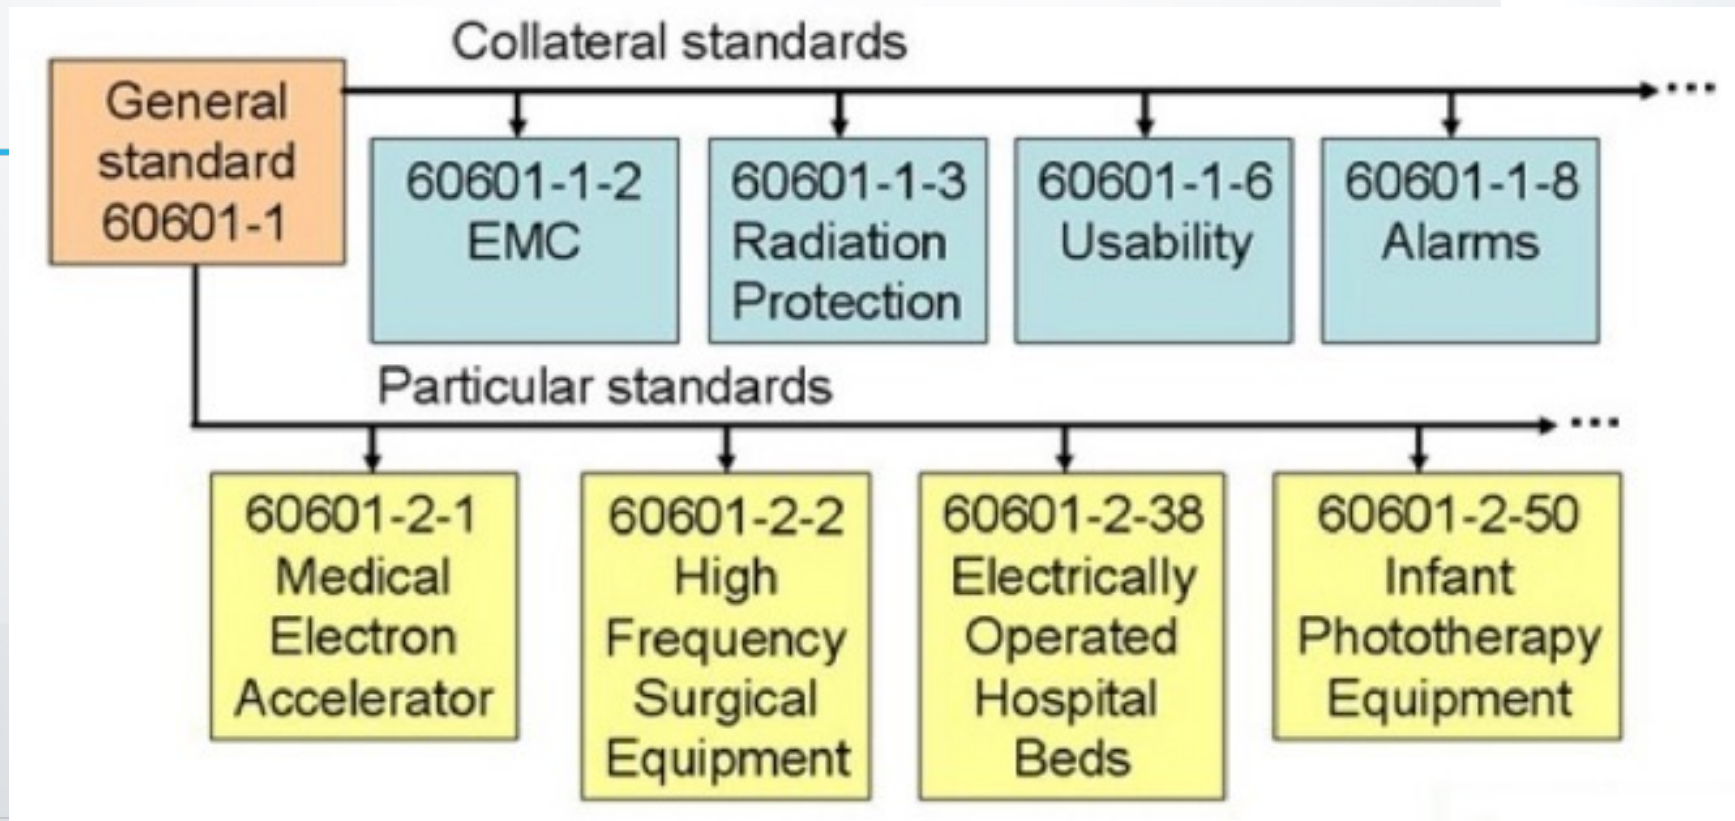 Collateral standards
...
General
standard
60601-1
60601-1-2
EMC
60601-1-3
Radiation
Protection
60601-1-6
Usability
60601-1-8
Alarms
Particular standards
...
60601-2-1
Medical
Electron
Accelerator
60601-2-2
High
Frequency
Surgical
Equipment
60601-2-38
Electrically
Operated
Hospital
Beds
60601-2-50
Infant
Phototherapy
Equipment